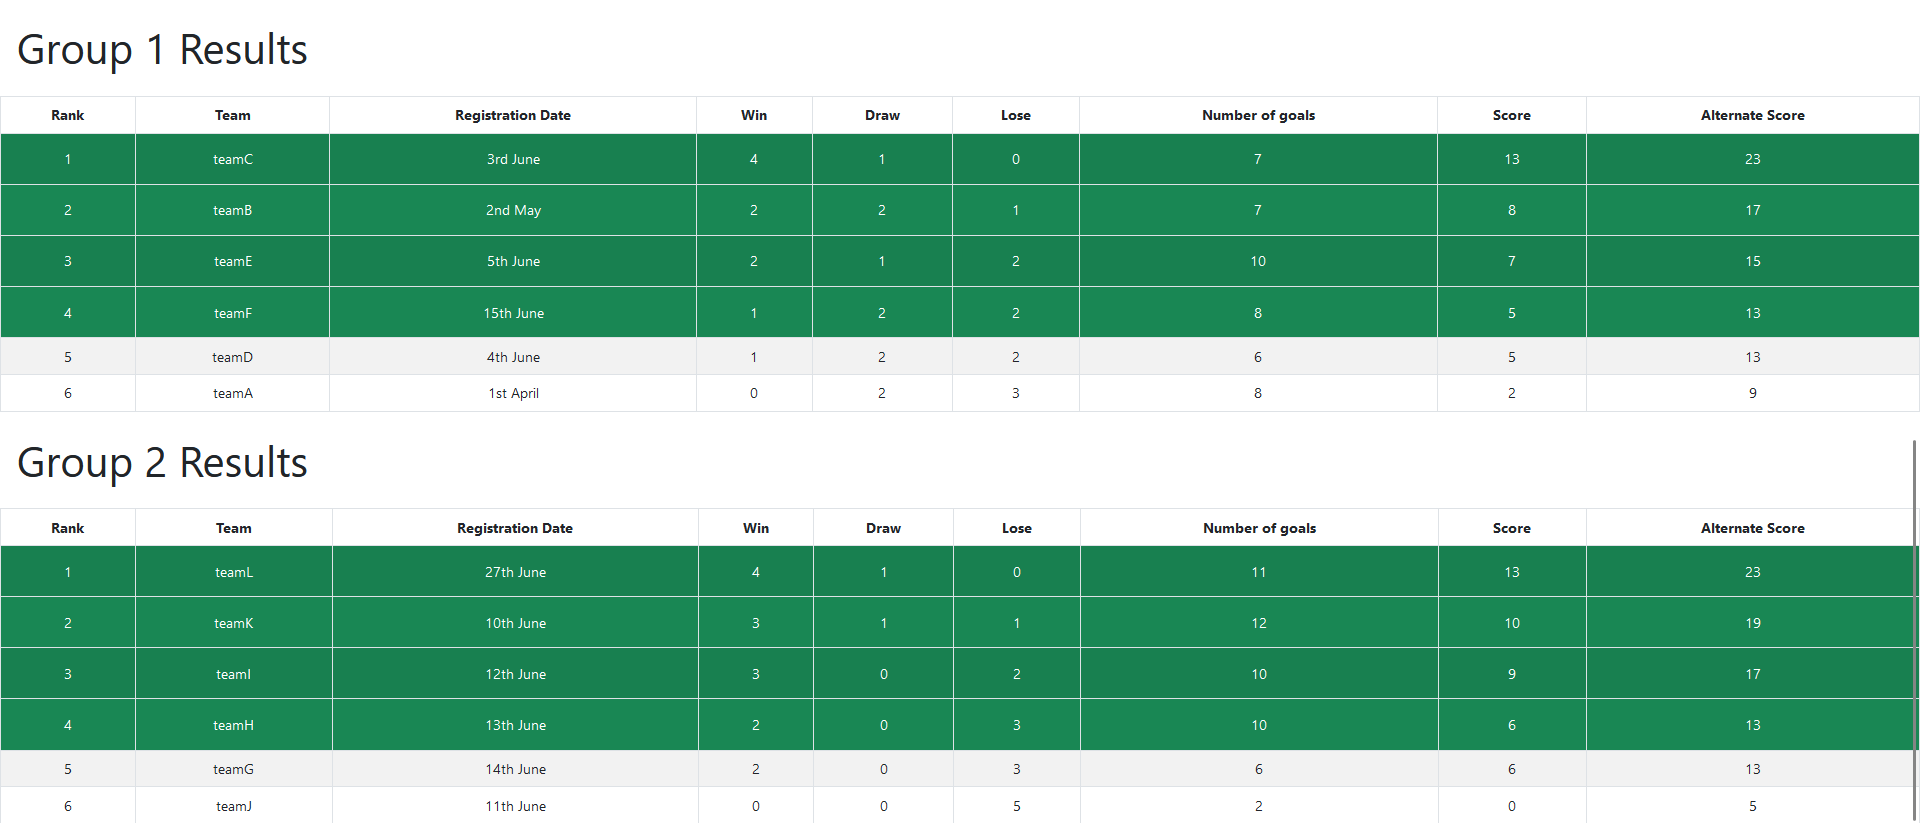 Group 1 Results
Rank Team Registration Date Win Draw Lose Number of goals Score Alternate Score
1 teamC 3rd June 4 1 0 7 13 23
2 teamB 2nd May 2 2 1 7 8 17
3 teamE 5th June 2 1 2 10 7 15
4 teamF 15th June 1 2 2 8 5 13
5 teamD 4th June 1 2 2 6 5 13
6 teamA 1st April 0 2 3 8 2 9
Group 2 Results
Rank Team Registration Date Win Draw Lose Number of goals Score Alternate Score
1 teamL 27th June 4 1 0 11 13 23
2 teamK 10th June 3 1 1 12 10 19
3 teamI 12th June 3 0 2 10 9 17
4 teamH 13th June 2 0 3 10 6 13
5 teamG 14th June 2 0 3 6 6 13
6 teamJ 11th June 0 0 5 2 0 5